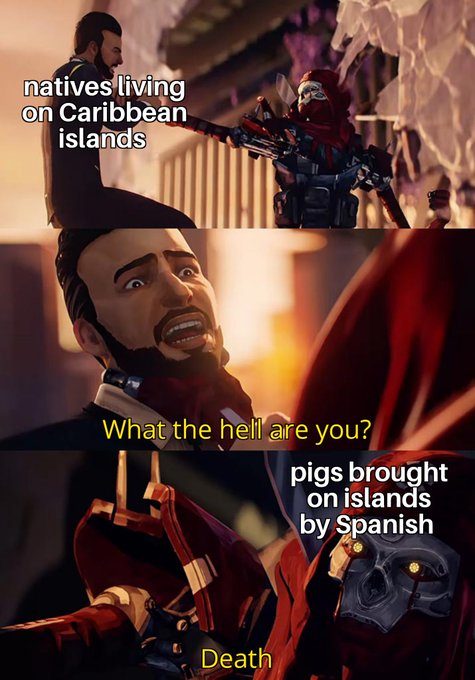 natives living
on Caribbean
islands
What the hell are you?
pigs brought
on islands
by Spanish
Death